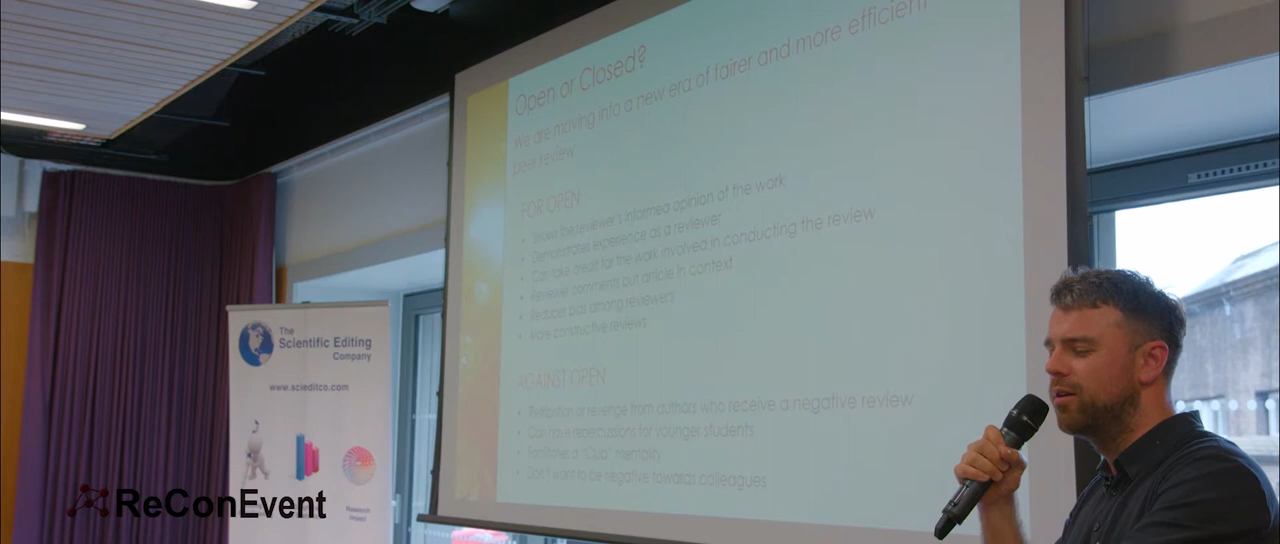 Open or Closed?
We are moving into a new era of fairer and more efficient
peer review
FOR OPEN
• Shows the reviewer's informed opinion of the work
• Demonstrates experience as a reviewer
• Can take credit for the work involved in conducting the review
• Reviewer comments put article in context
• Reduces bias among reviewers
• More constructive reviews
AGAINST OPEN
• Retribution or revenge from authors who receive a negative review
• Can have repercussions for younger students
• Facilitates a "Club" mentality
• Don't want to be negative towards colleagues
The
Scientific Editing
Company
www.scieditco.com
Research
Impact
ReConEvent